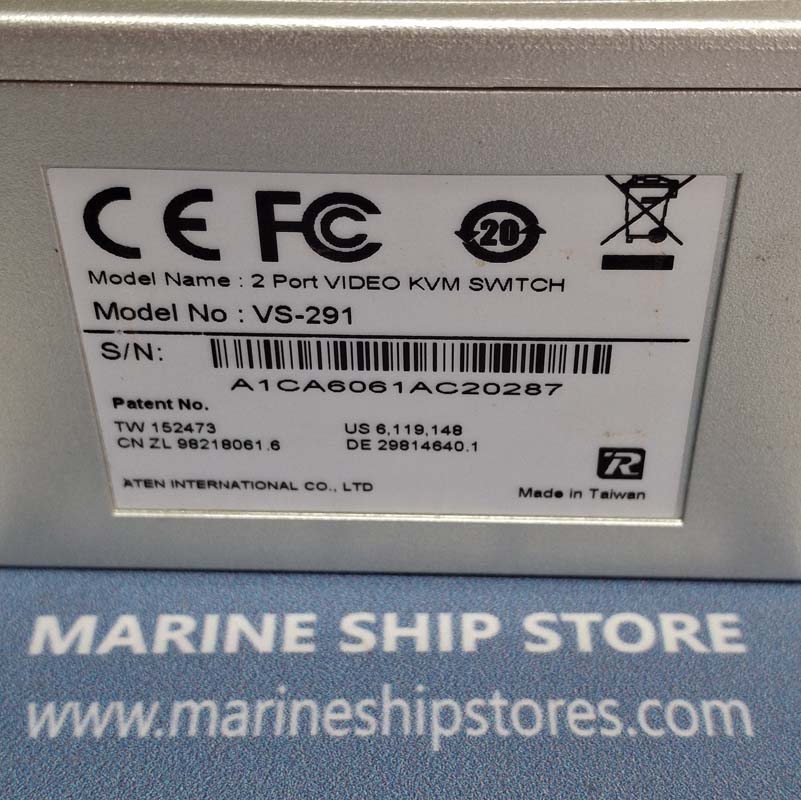 CE FC 20
Model Name : 2 Port VIDEO KVM SWITCH
Model No : VS-291
S/N:
A1CA6061AC20287
Patent No.
TW 152473 US 6,119,148
CN ZL 98218061.6 DE 29814640.1
R
ATEN INTERNATIONAL CO., LTD
Made in Taiwan
MARINE SHIP STORE
www.marineshipstores.com